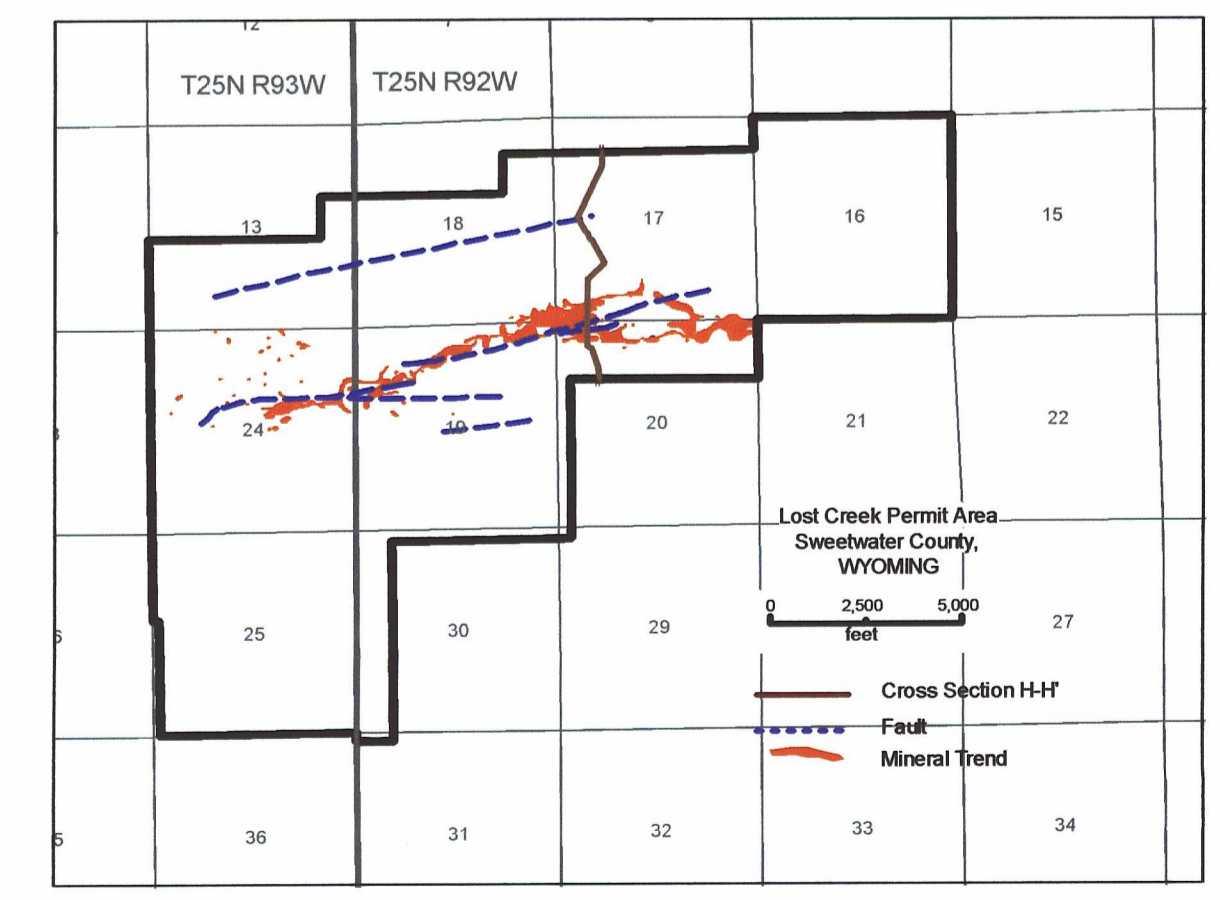 12
T25N R93W
T25N R92W
13
18
17
16
15
24
19
20
21
22
Lost Creek Permit Area
Sweetwater County,
WYOMING
0 2,500 5,000
feet
25
30
29
27
Cross Section H-H'
Fault
Mineral Trend
36
31
32
33
34